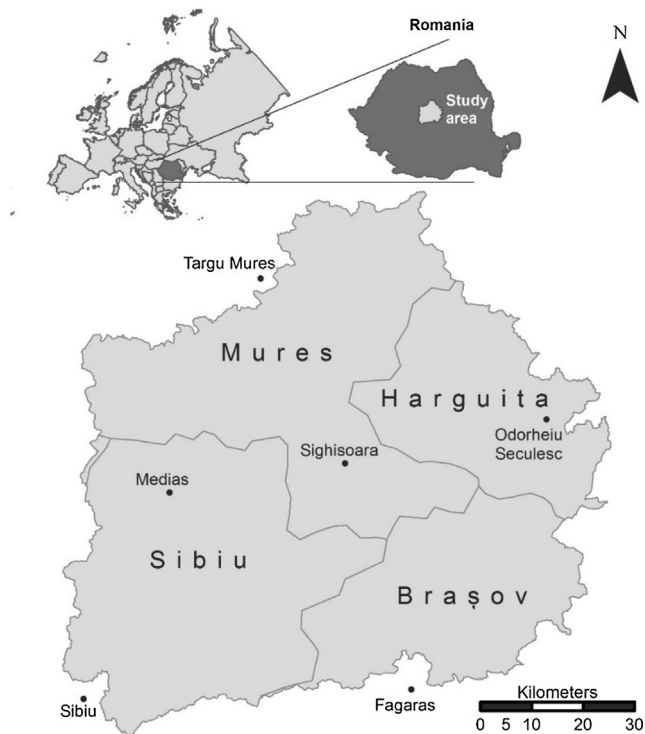 Romania
N
Study
area
Targu Mures
Mures
Harguita
Odorheiu
Seculesc
Sighisoara
Medias
Sibiu
Brașov
Sibiu
Fagaras
Kilometers
0 5 10 20 30